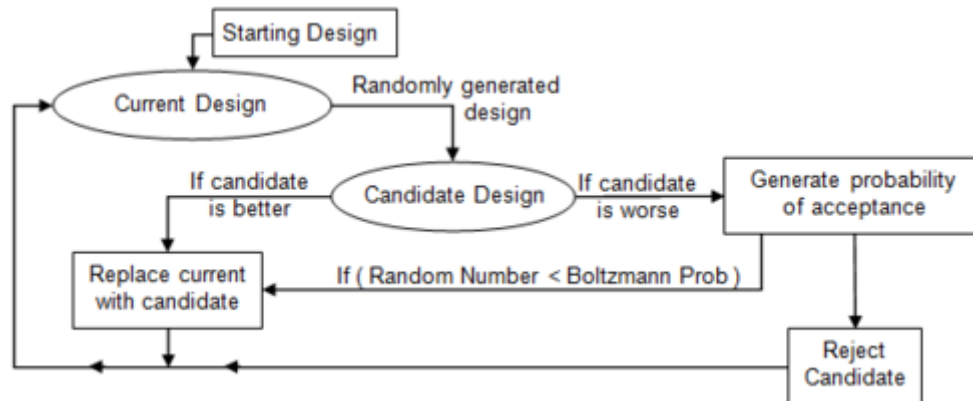 Starting Design
Current Design
Randomly generated
design
If candidate
is better
Candidate Design
If candidate
is worse
Generate probability
of acceptance
Replace current
with candidate
If ( Random Number < Boltzmann Prob )
Reject
Candidate